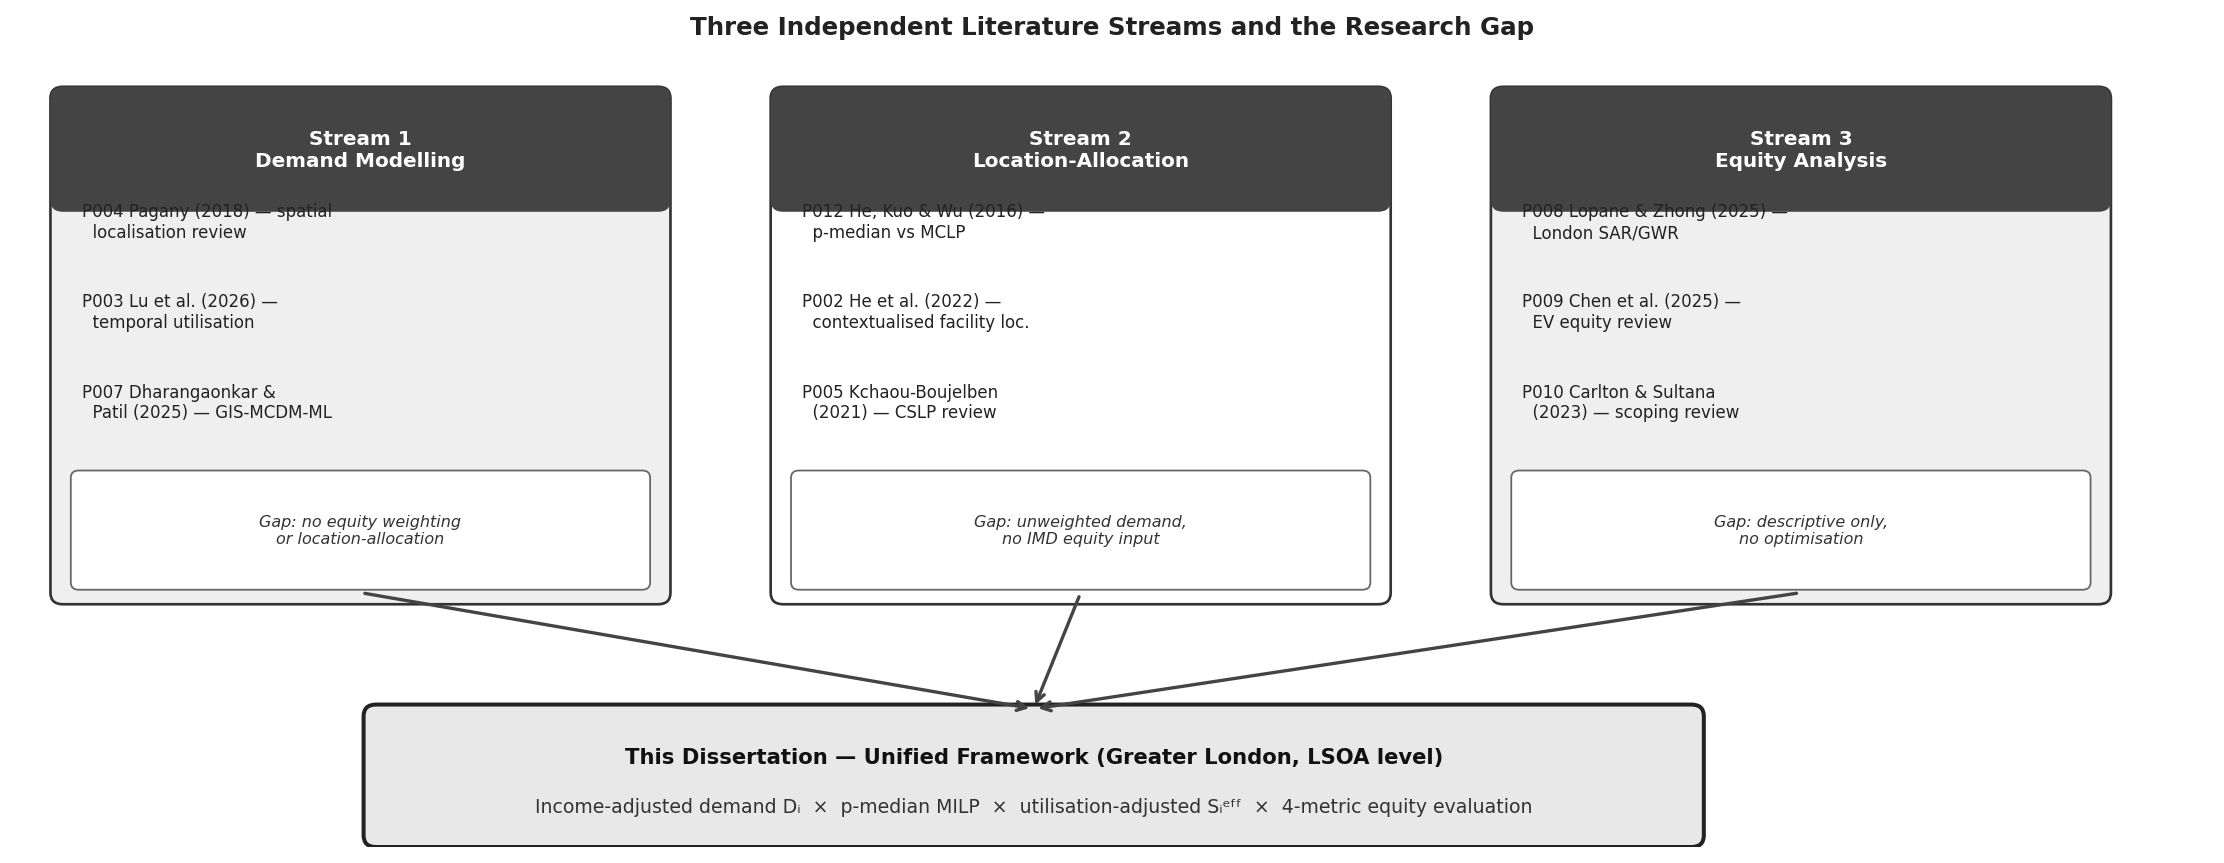 Three Independent Literature Streams and the Research Gap
Stream 1
Demand Modelling
P004 Pagany (2018) — spatial
localisation review
P003 Lu et al. (2026) —
temporal utilisation
P007 Dharangaonkar &
Patil (2025) — GIS-MCDM-ML
Gap: no equity weighting
or location-allocation
Stream 2
Location-Allocation
P012 He, Kuo & Wu (2016) —
p-median vs MCLP
P002 He et al. (2022) —
contextualised facility loc.
P005 Kchaou-Boujelben
(2021) — CSLP review
Gap: unweighted demand,
no IMD equity input
Stream 3
Equity Analysis
P008 Lopane & Zhong (2025) —
London SAR/GWR
P009 Chen et al. (2025) —
EV equity review
P010 Carlton & Sultana
(2023) — scoping review
Gap: descriptive only,
no optimisation
This Dissertation — Unified Framework (Greater London, LSOA level)
Income-adjusted demand Dᵢ × p-median MILP × utilisation-adjusted Sᵢᵉᶠᶠ × 4-metric equity evaluation